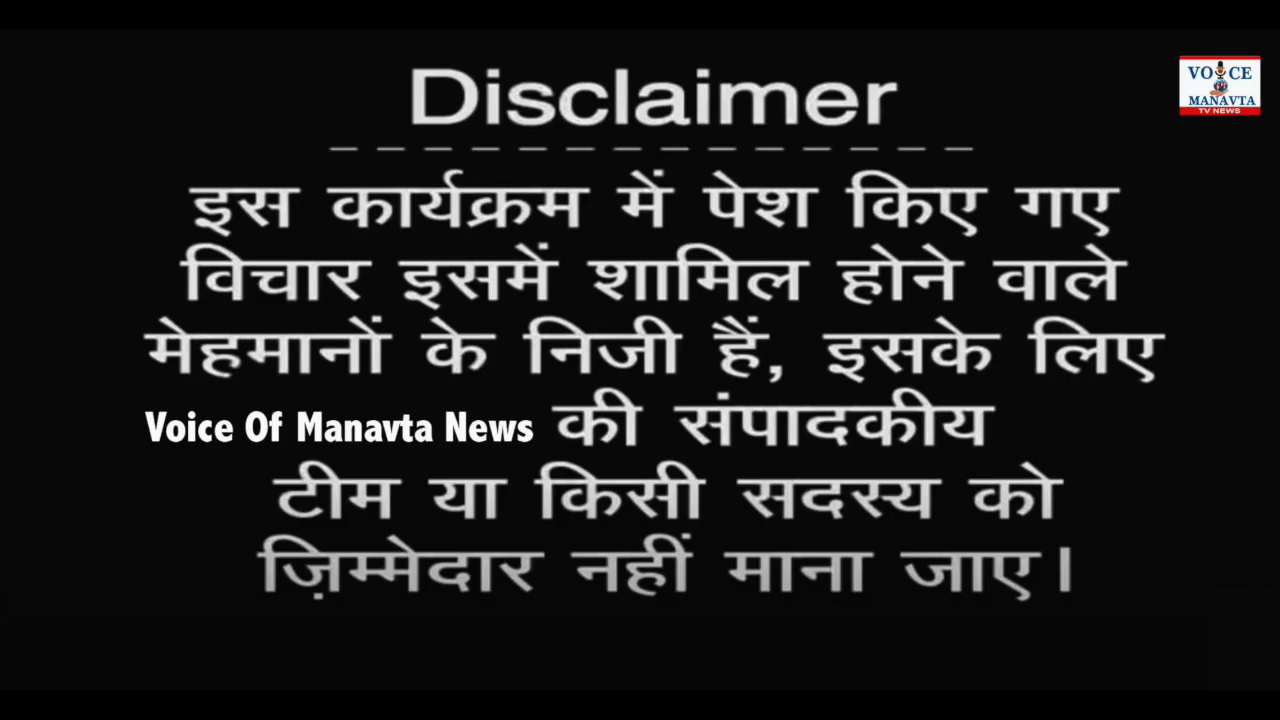 VOICE
MANAVTA
TV NEWS
Disclaimer
इस कार्यक्रम में पेश किए गए
विचार इसमें शामिल होने वाले
मेहमानों के निजी हैं, इसके लिए
Voice Of Manavta News की संपादकीय
टीम या किसी सदस्य को
ज़िम्मेदार नहीं माना जाए।